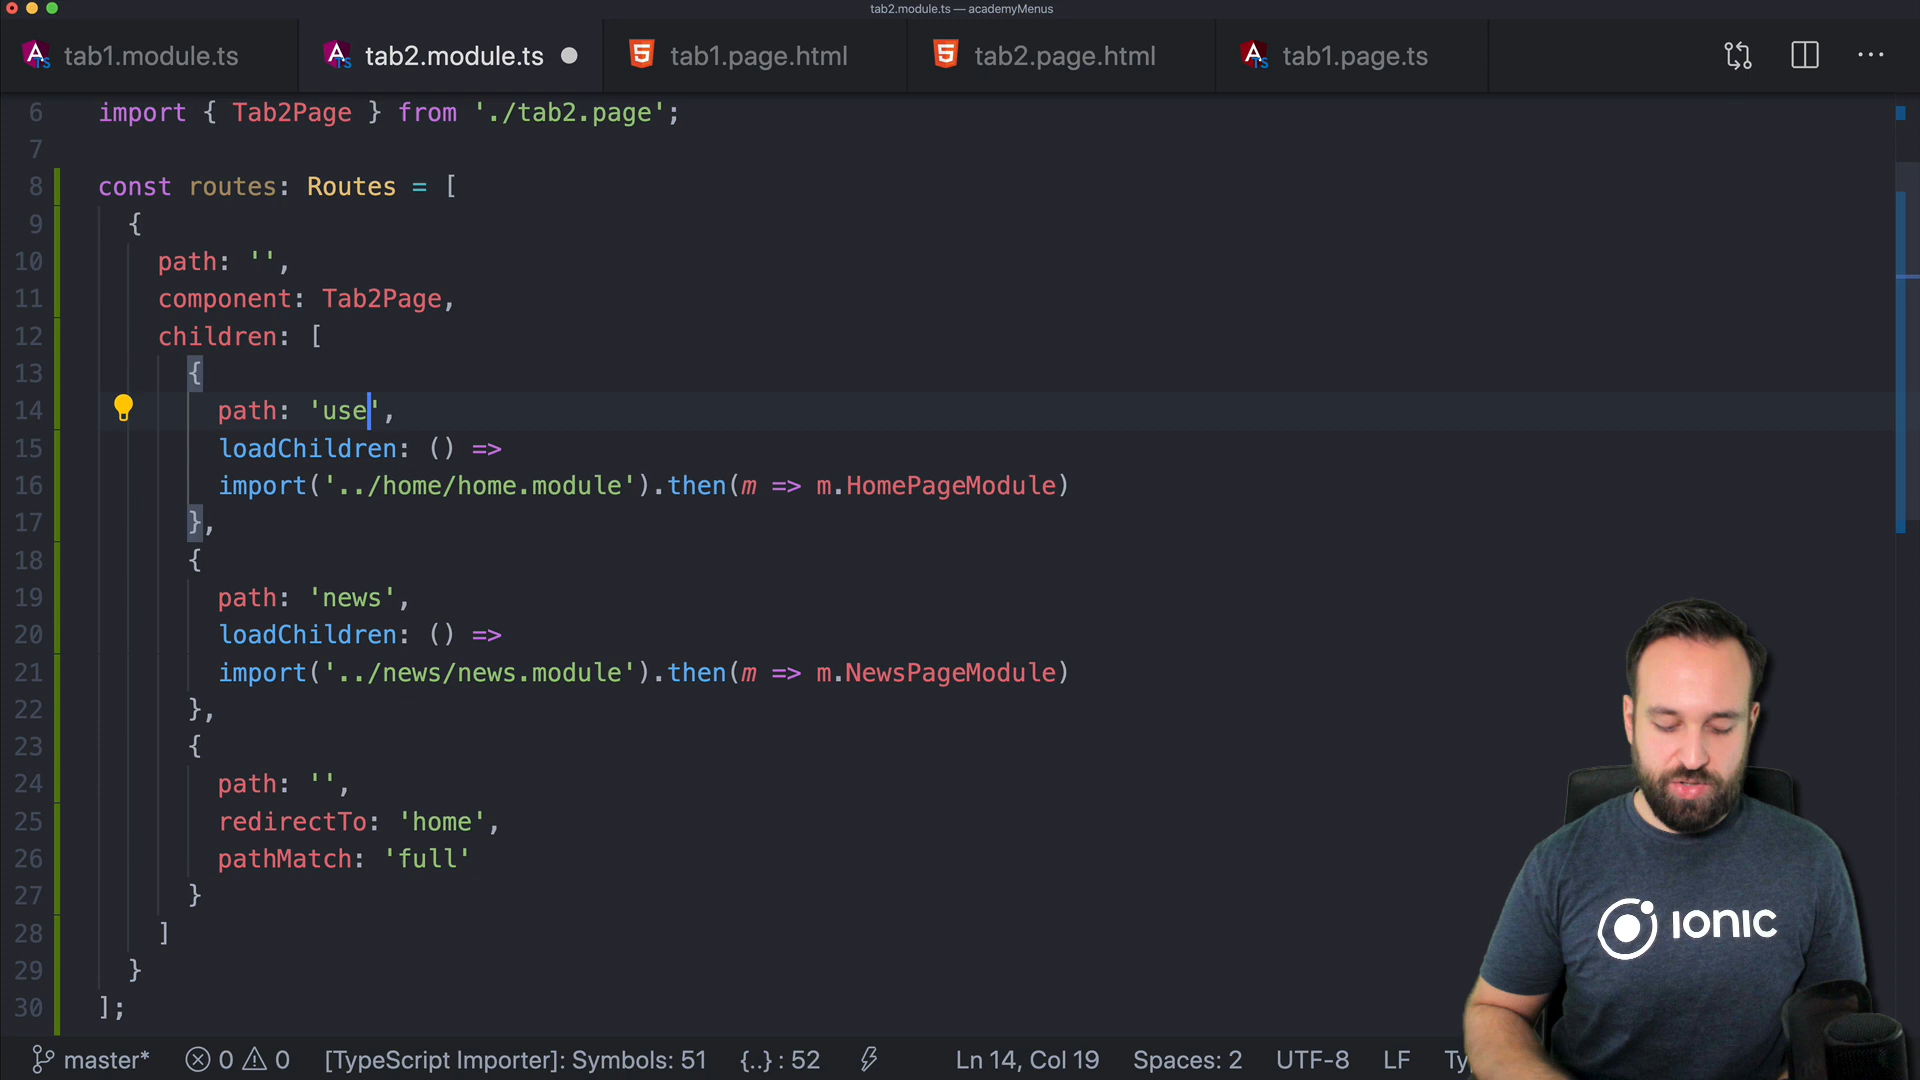 tab2.module.ts — academyMenus
tab1.module.ts
tab2.module.ts
tab1.page.html
tab2.page.html
tab1.page.ts
6 import { Tab2Page } from './tab2.page';
7
8 const routes: Routes = [
9 {
10 path: '',
11 component: Tab2Page,
12 children: [
13 {
14 path: 'use',
15 loadChildren: () =>
16 import('../home/home.module').then(m => m.HomePageModule)
17 },
18 {
19 path: 'news',
20 loadChildren: () =>
21 import('../news/news.module').then(m => m.NewsPageModule)
22 },
23 {
24 path: '',
25 redirectTo: 'home',
26 pathMatch: 'full'
27 }
28 ]
29 }
30 ];
IONIC
master* 0 0 [TypeScript Importer]: Symbols: 51 {..} : 52 Ln 14, Col 19 Spaces: 2 UTF-8 LF Ty